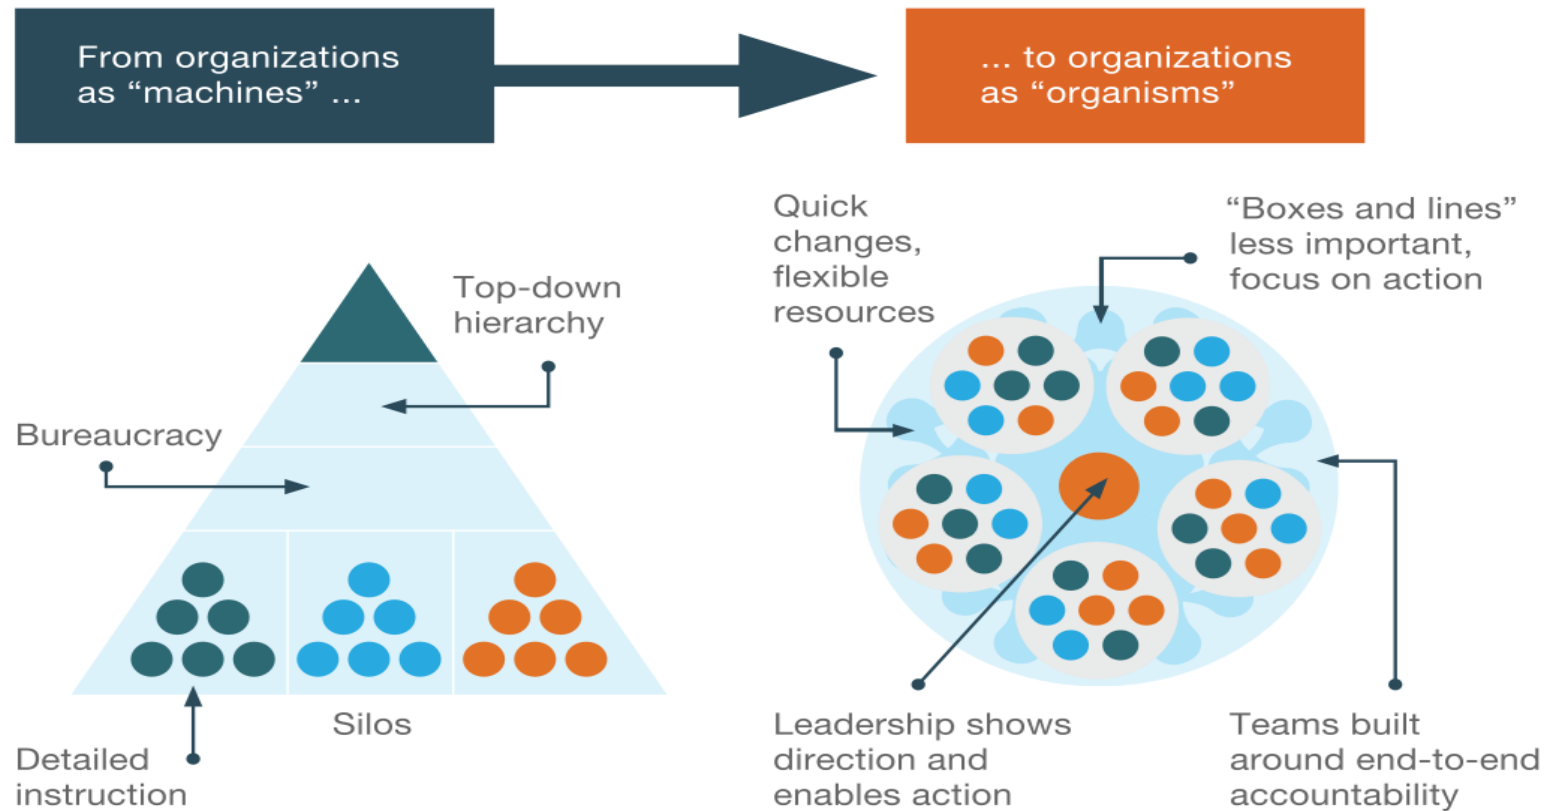 From organizations
as “machines” ...
... to organizations
as “organisms”
Top-down
hierarchy
Bureaucracy
Silos
Detailed
instruction
Quick
changes,
flexible
resources
“Boxes and lines”
less important,
focus on action
Leadership shows
direction and
enables action
Teams built
around end-to-end
accountability